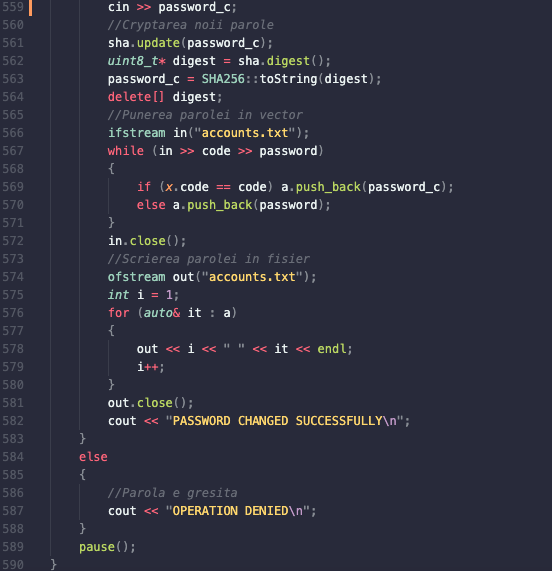 559 cin >> password_c;
560 //Cryptarea noii parole
561 sha.update(password_c);
562 uint8_t* digest = sha.digest();
563 password_c = SHA256::toString(digest);
564 delete[] digest;
565 //Punerea parolei in vector
566 ifstream in("accounts.txt");
567 while (in >> code >> password)
568 {
569 if (x.code == code) a.push_back(password_c);
570 else a.push_back(password);
571 }
572 in.close();
573 //Scrierea parolei in fisier
574 ofstream out("accounts.txt");
575 int i = 1;
576 for (auto& it : a)
577 {
578 out << i << " " << it << endl;
579 i++;
580 }
581 out.close();
582 cout << "PASSWORD CHANGED SUCCESSFULLY\n";
583 }
584 else
585 {
586 //Parola e gresita
587 cout << "OPERATION DENIED\n";
588 }
589 pause();
590 }